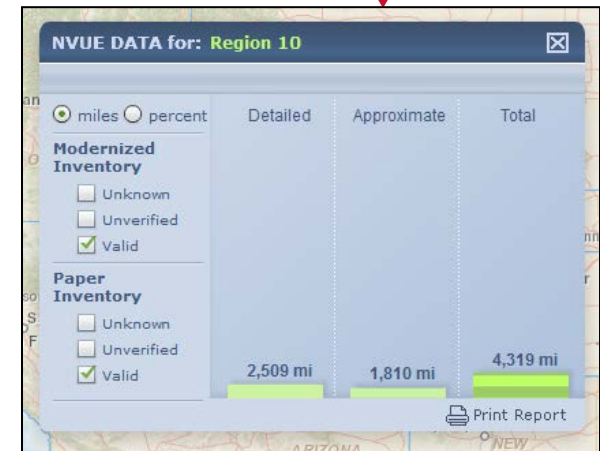 NVUE DATA for: Region 10
miles percent Detailed Approximate Total
Modernized
Inventory
Unknown
Unverified
Valid
Paper
Inventory
Unknown
Unverified
Valid
2,509 mi 1,810 mi 4,319 mi
Print Report
ARIZONA
NEW